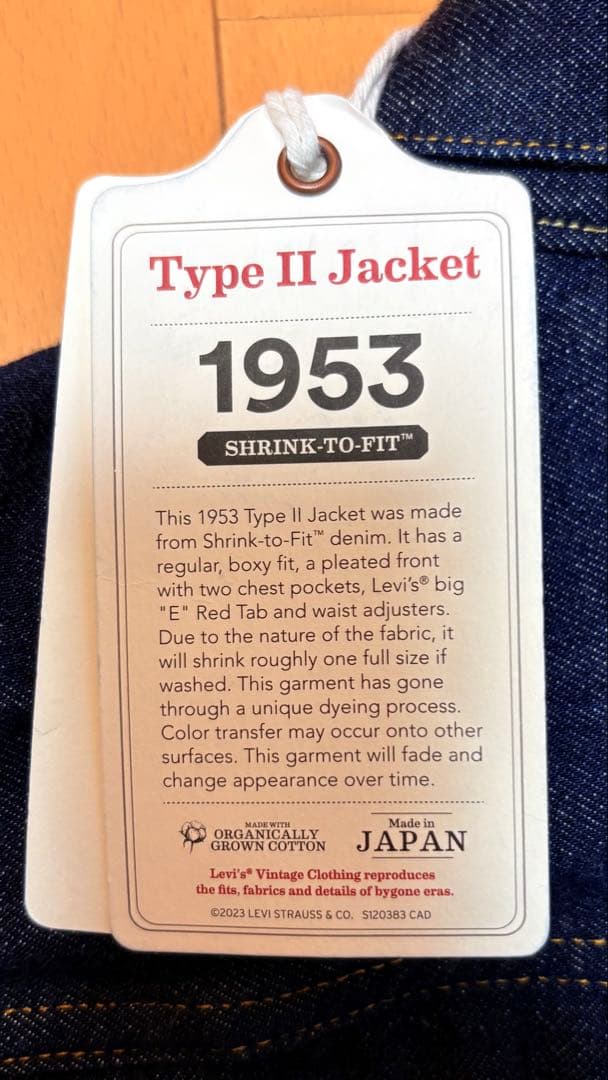 Type II Jacket
1953
SHRINK-TO-FIT™
This 1953 Type II Jacket was made
from Shrink-to-Fit™ denim. It has a
regular, boxy fit, a pleated front
with two chest pockets, Levi's® big
"E" Red Tab and waist adjusters.
Due to the nature of the fabric, it
will shrink roughly one full size if
washed. This garment has gone
through a unique dyeing process.
Color transfer may occur onto other
surfaces. This garment will fade and
change appearance over time.
MADE WITH
ORGANICALLY
GROWN COTTON
Made in
JAPAN
Levi's® Vintage Clothing reproduces
the fits, fabrics and details of bygone eras.
©2023 LEVI STRAUSS & CO. S120383 CAD